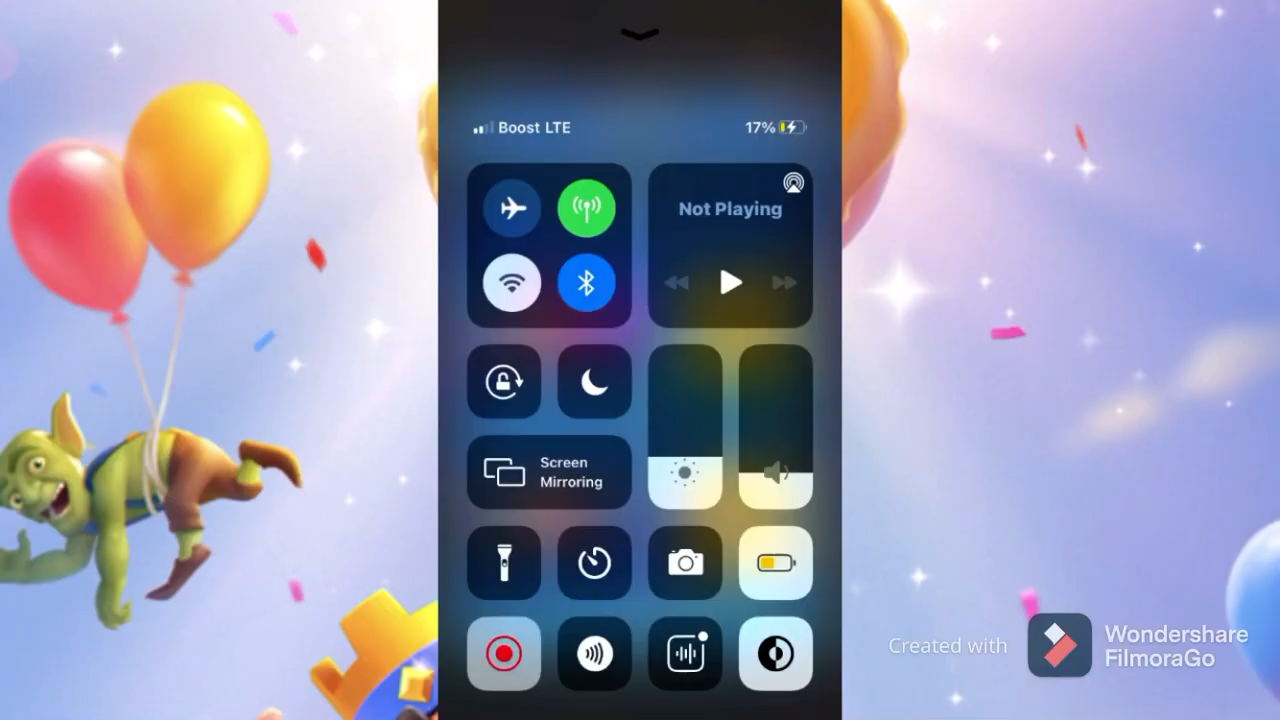 Boost LTE
17%
Not Playing
Screen
Mirroring
Created with
Wondershare
FilmoraGo